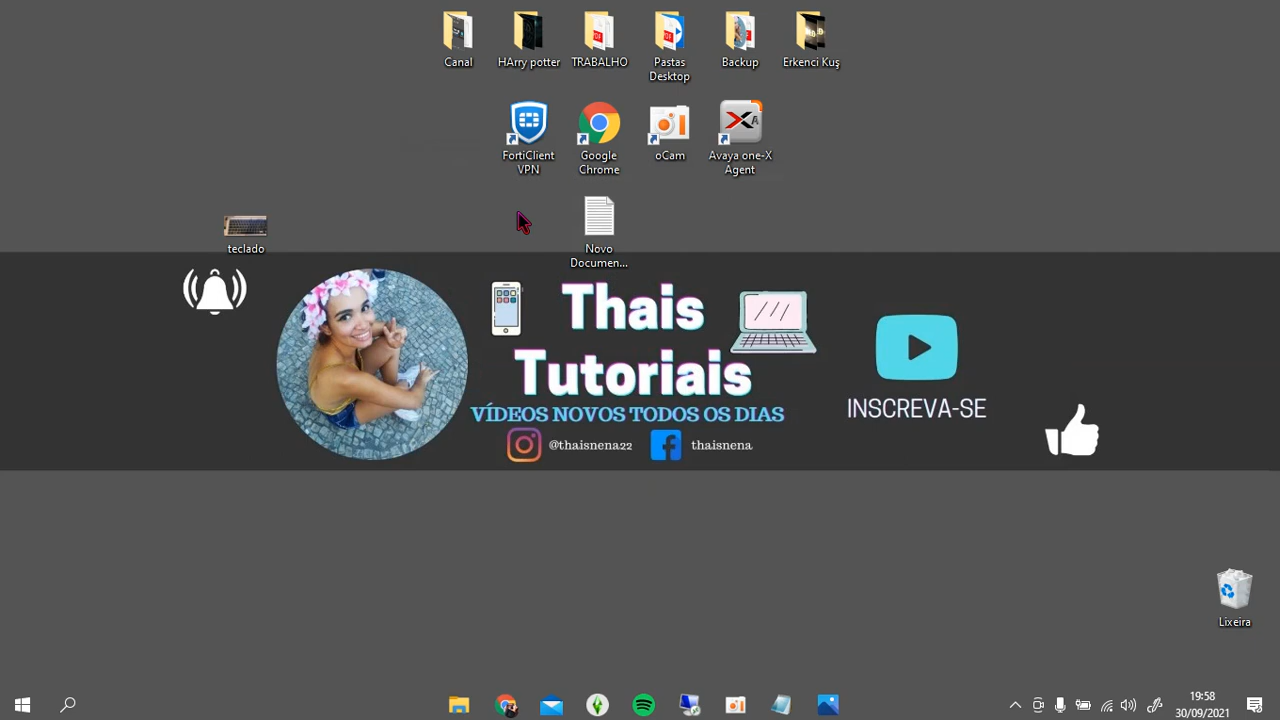 Canal
HArry potter
TRABALHO
Pastas
Desktop
Backup
Erkenci Kuş
FortiClient
VPN
Google
Chrome
oCam
Avaya one-X
Agent
teclado
Novo
Documen...
Thais
Tutoriais
VÍDEOS NOVOS TODOS OS DIAS
@thaisnena22
thaisnena
INSCREVA-SE
Lixeira
19:58
30/09/2021